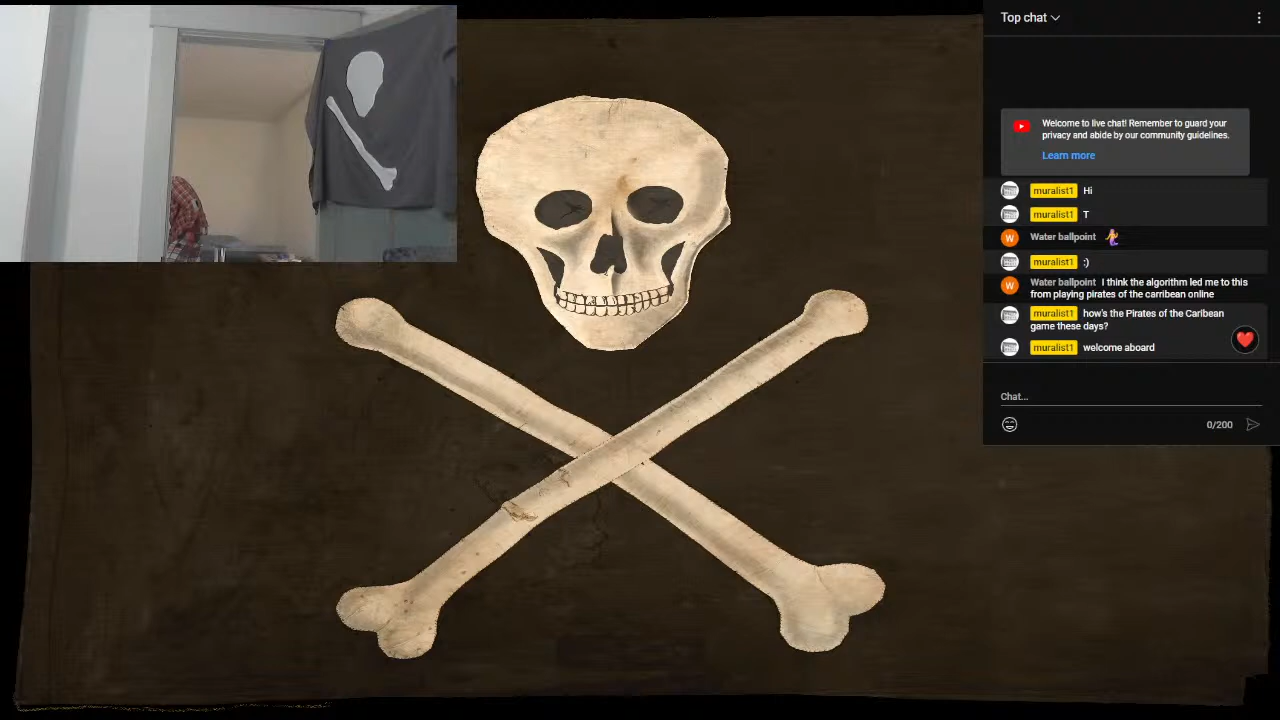 Top chat
Welcome to live chat! Remember to guard your
privacy and abide by our community guidelines.
Learn more
muralist1 Hi
muralist1 T
W Water ballpoint
muralist1 :)
W Water ballpoint I think the algorithm led me to this
from playing pirates of the carribean online
muralist1 how's the Pirates of the Caribean
game these days?
muralist1 welcome aboard
Chat...
0/200